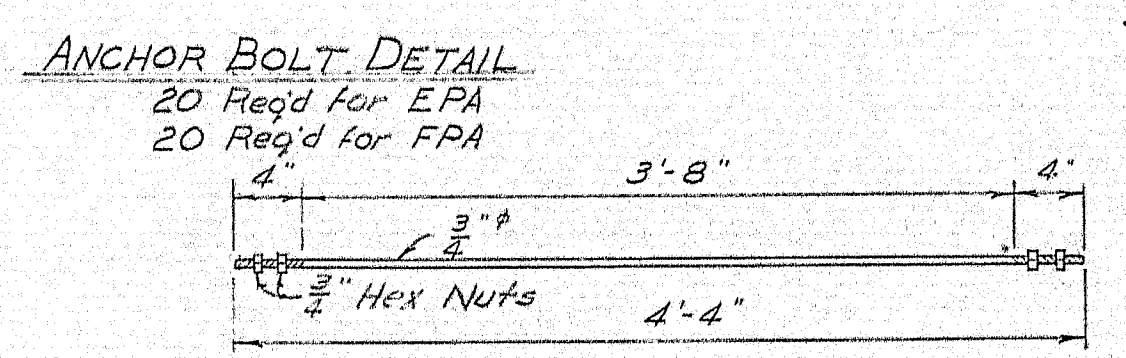 ANCHOR BOLT DETAIL
20 Req'd for EPA
20 Req'd for FPA
4" 3'-8" 4"
3/4"φ
3/4" Hex Nuts
4'-4"